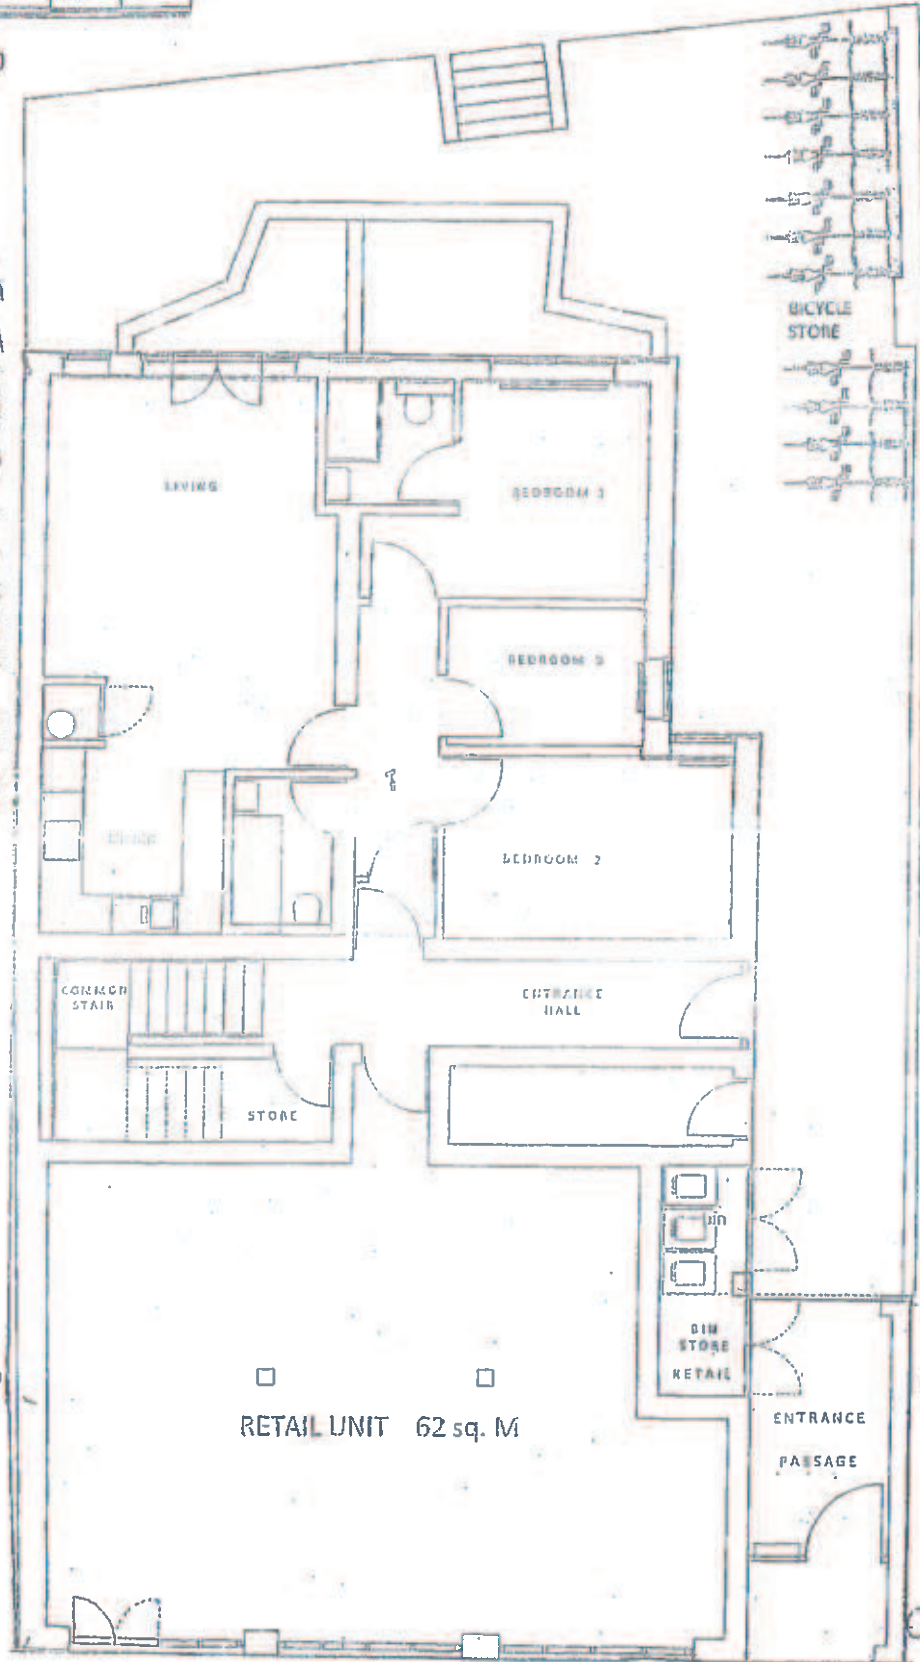 BICYCLE
STORE
LIVING
BEDROOM 1
BEDROOM 3
BEDROOM 2
COMMON
STAIR
ENTRANCE
HALL
STORE
BIN
STORE
RETAIL
RETAIL UNIT 62 sq. M
ENTRANCE
PASSAGE